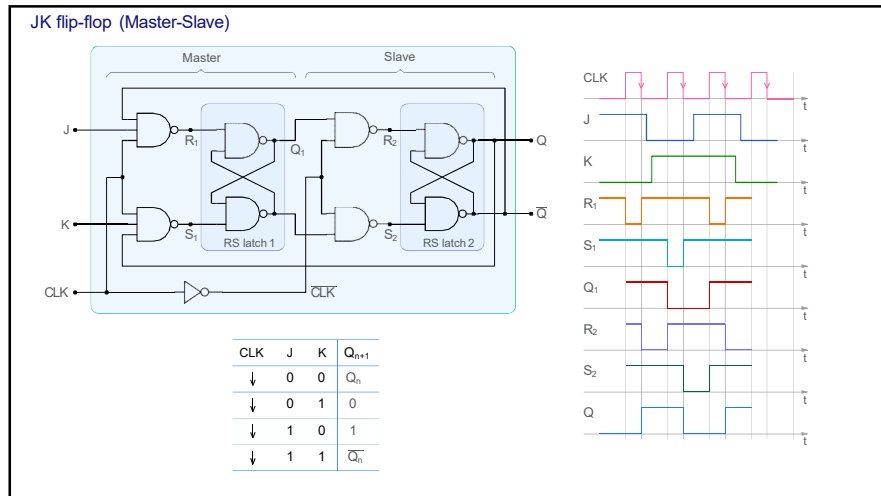 JK flip-flop (Master-Slave)
Master Slave
J R₁ Q₁ R₂ Q
K S₁ S₂ Q̅
RS latch 1 RS latch 2
CLK C̅L̅K̅
CLK J K Qₙ₊₁
↓ 0 0 Qₙ
↓ 0 1 0
↓ 1 0 1
↓ 1 1 Q̅ₙ
CLK
t
J
t
K
t
R₁
t
S₁
t
Q₁
t
R₂
t
S₂
t
Q
t